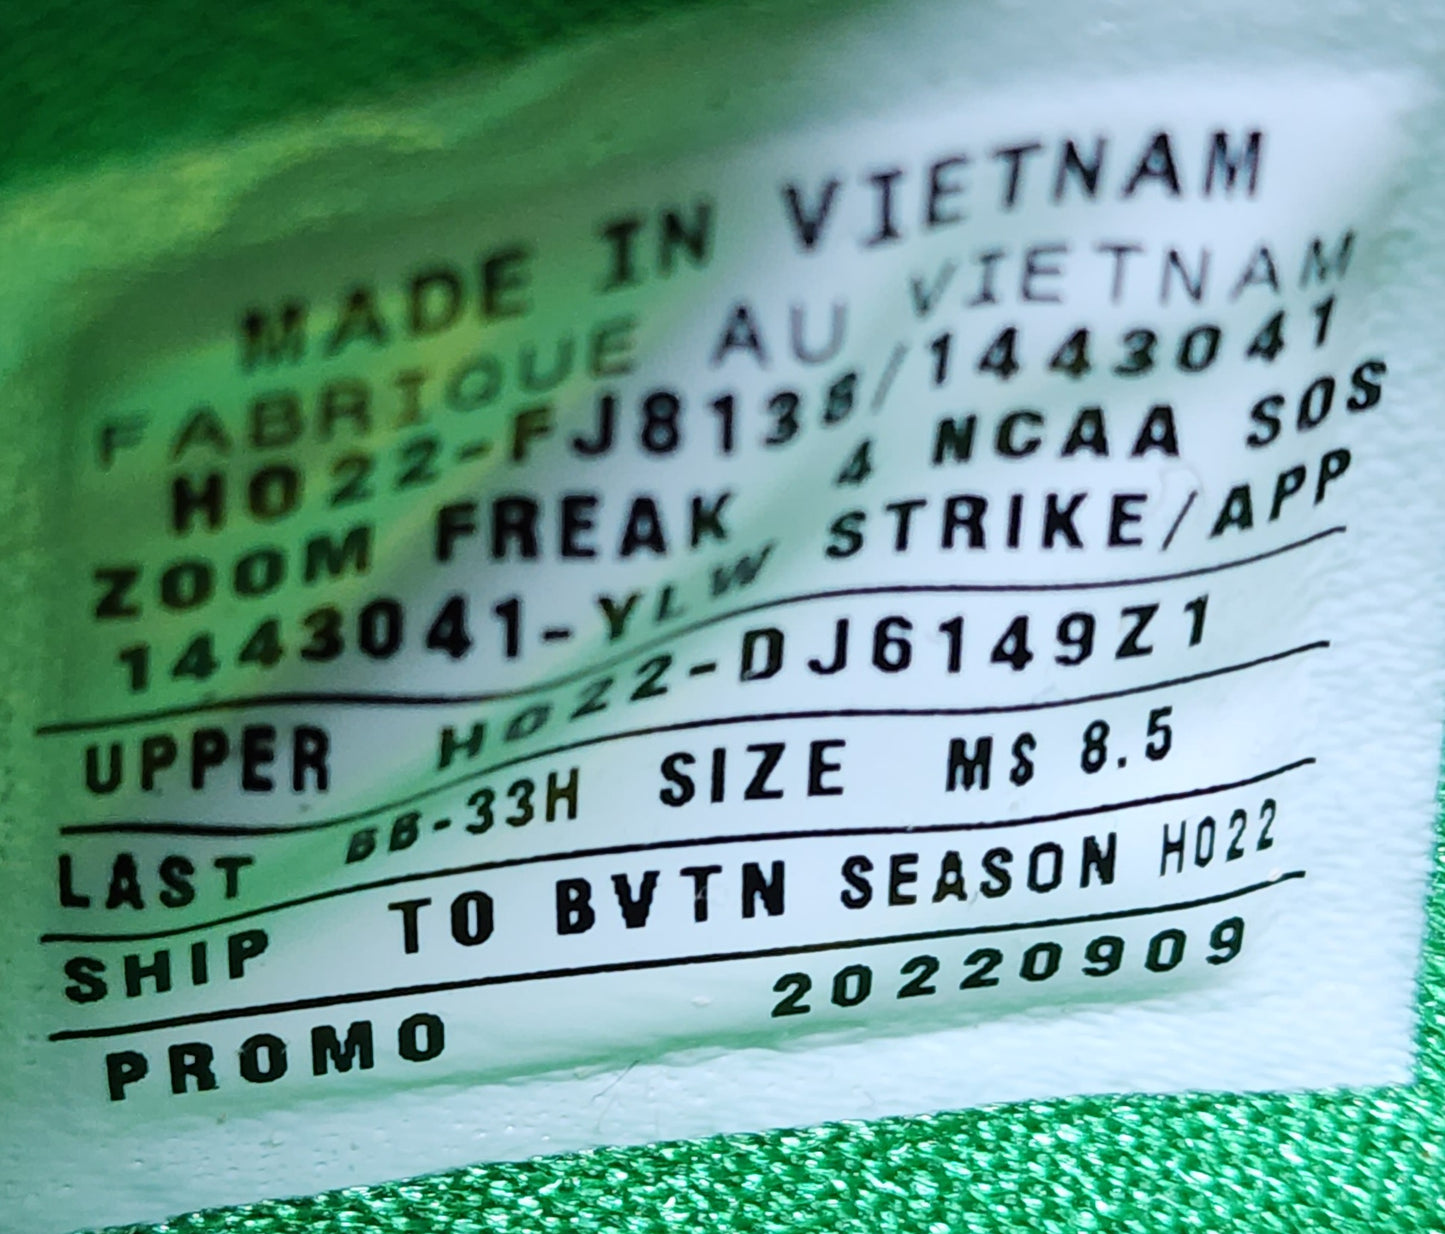 MADE IN VIETNAM
FABRIQUE AU VIETNAM
HO22-FJ8138/1443041
ZOOM FREAK 4 NCAA SOS
1443041-YLW STRIKE/APP
UPPER HO22-DJ6149Z1
LAST BB-33H SIZE MS 8.5
SHIP TO BVTN SEASON HO22
PROMO 20220909